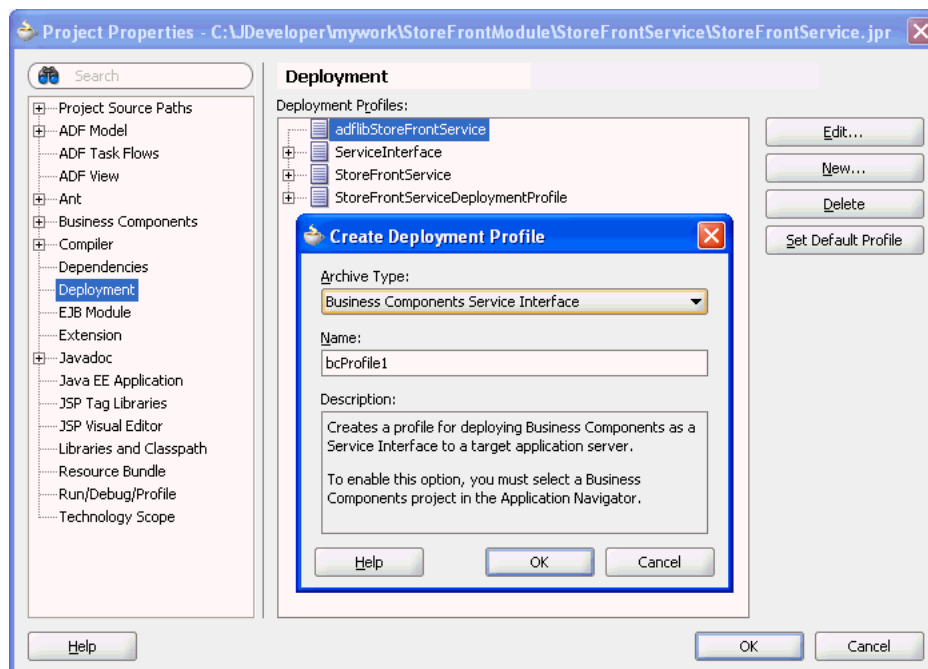 Project Properties - C:\JDeveloper\mywork\StoreFrontModule\StoreFrontService\StoreFrontService.jpr
Search
Project Source Paths
ADF Model
ADF Task Flows
ADF View
Ant
Business Components
Compiler
Dependencies
Deployment
EJB Module
Extension
Javadoc
Java EE Application
JSP Tag Libraries
JSP Visual Editor
Libraries and Classpath
Resource Bundle
Run/Debug/Profile
Technology Scope
Deployment
Deployment Profiles:
adflibStoreFrontService
ServiceInterface
StoreFrontService
StoreFrontServiceDeploymentProfile
Edit...
New...
Delete
Set Default Profile
Create Deployment Profile
Archive Type:
Business Components Service Interface
Name:
bcProfile1
Description:
Creates a profile for deploying Business Components as a
Service Interface to a target application server.
To enable this option, you must select a Business
Components project in the Application Navigator.
Help
OK
Cancel
Help
OK
Cancel